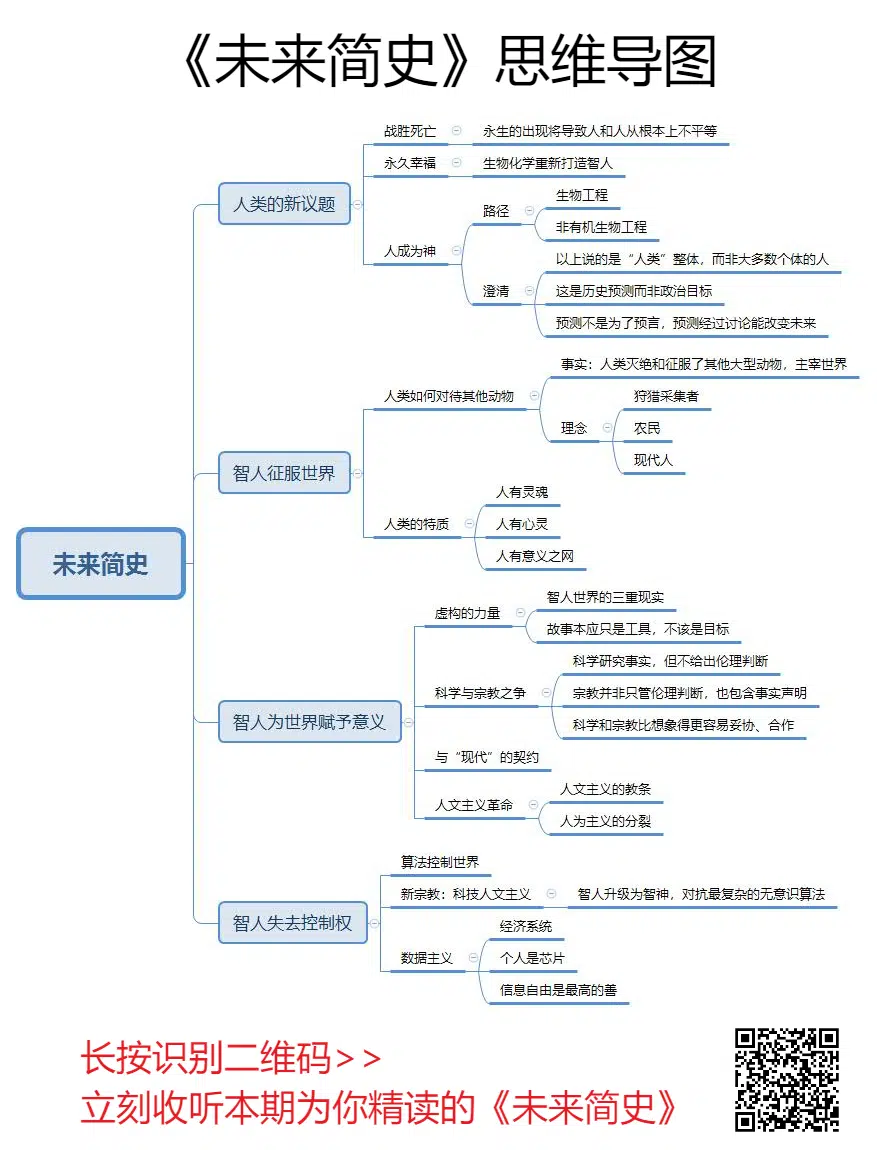 《未来简史》思维导图
战胜死亡
永生的出现将导致人和人从根本上不平等
永久幸福
生物化学重新打造智人
人类的新议题
人成为神
路径
生物工程
非有机生物工程
澄清
以上说的是“人类”整体，而非大多数个体的人
这是历史预测而非政治目标
预测不是为了预言，预测经过讨论能改变未来
智人征服世界
人类如何对待其他动物
事实：人类灭绝和征服了其他大型动物，主宰世界
理念
狩猎采集者
农民
现代人
人类的特质
人有灵魂
人有心灵
人有意义之网
未来简史
智人为世界赋予意义
虚构的力量
智人世界的三重现实
故事本应只是工具，不该是目标
科学与宗教之争
科学研究事实，但不给出伦理判断
宗教并非只管伦理判断，也包含事实声明
科学和宗教比想象得更容易妥协、合作
与“现代”的契约
人文主义革命
人文主义的教条
人为主义的分裂
智人失去控制权
算法控制世界
新宗教：科技人文主义
智人升级为智神，对抗最复杂的无意识算法
数据主义
经济系统
个人是芯片
信息自由是最高的善
长按识别二维码>>
立刻收听本期为你精读的《未来简史》